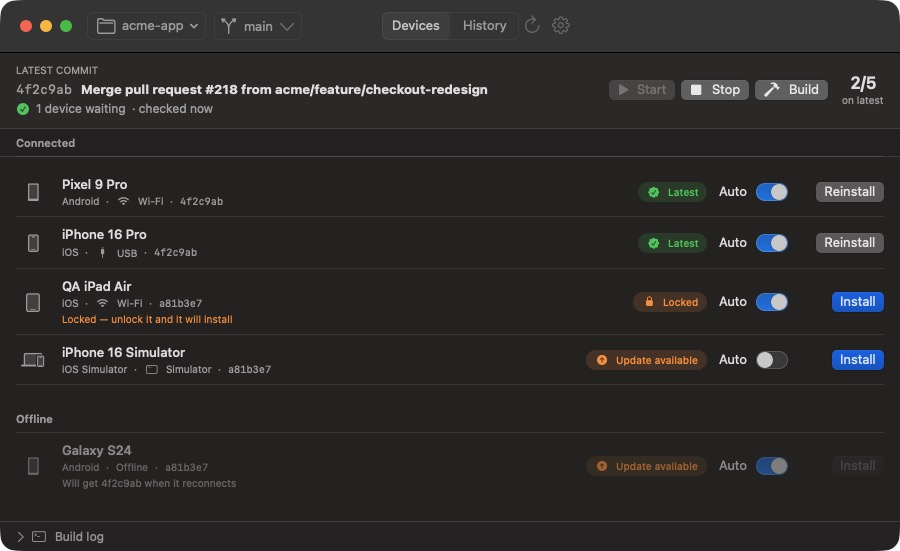 acme-app
main
Devices
History
LATEST COMMIT
4f2c9ab Merge pull request #218 from acme/feature/checkout-redesign
1 device waiting · checked now
Start
Stop
Build
2/5
on latest
Connected
Pixel 9 Pro
Android · Wi-Fi · 4f2c9ab
Latest
Auto
Reinstall
iPhone 16 Pro
iOS · USB · 4f2c9ab
Latest
Auto
Reinstall
QA iPad Air
iOS · Wi-Fi · a81b3e7
Locked — unlock it and it will install
Locked
Auto
Install
iPhone 16 Simulator
iOS Simulator · Simulator · a81b3e7
Update available
Auto
Install
Offline
Galaxy S24
Android · Offline · a81b3e7
Will get 4f2c9ab when it reconnects
Update available
Auto
Install
Build log